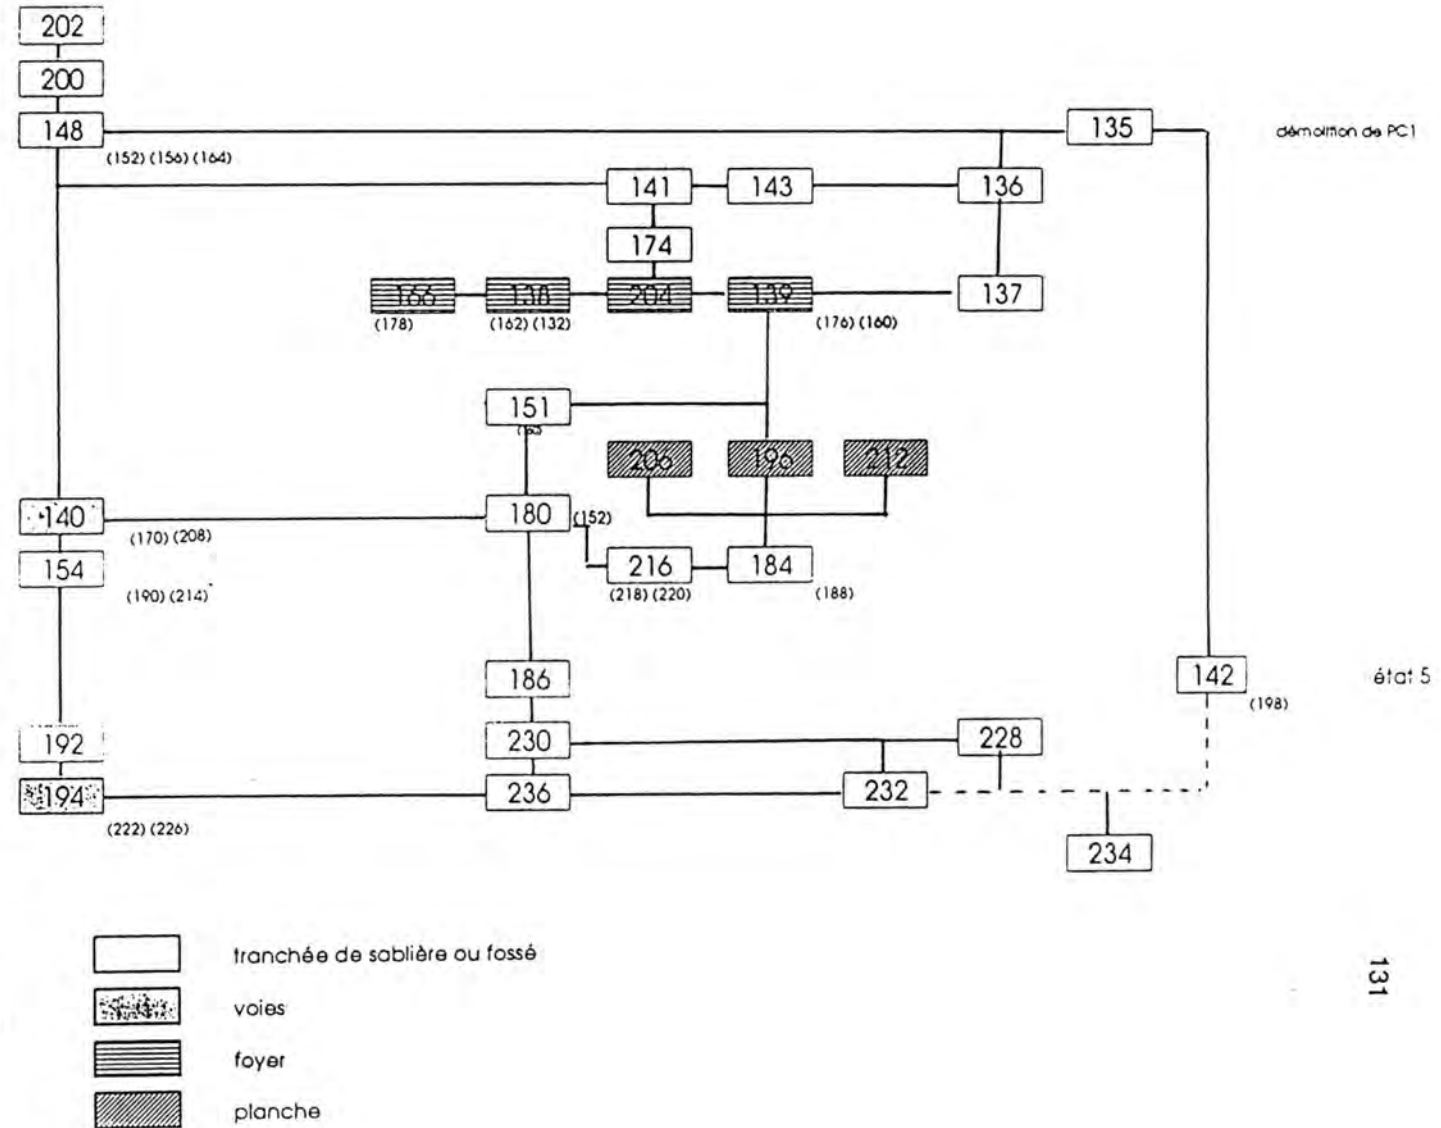 202
200
148 135 démolition de PC1
(152) (156) (164)
141 143 136
174
166 138 204 139 137
(178) (162) (132) (176) (160)
151
206 196 212
140 180 (152)
(170) (208)
154 216 184
(190) (214) (218) (220) (188)
186 142 état 5
(198)
192 230 228
194 236 232
(222) (226)
234
tranchée de sablière ou fossé
131
voies
foyer
planche